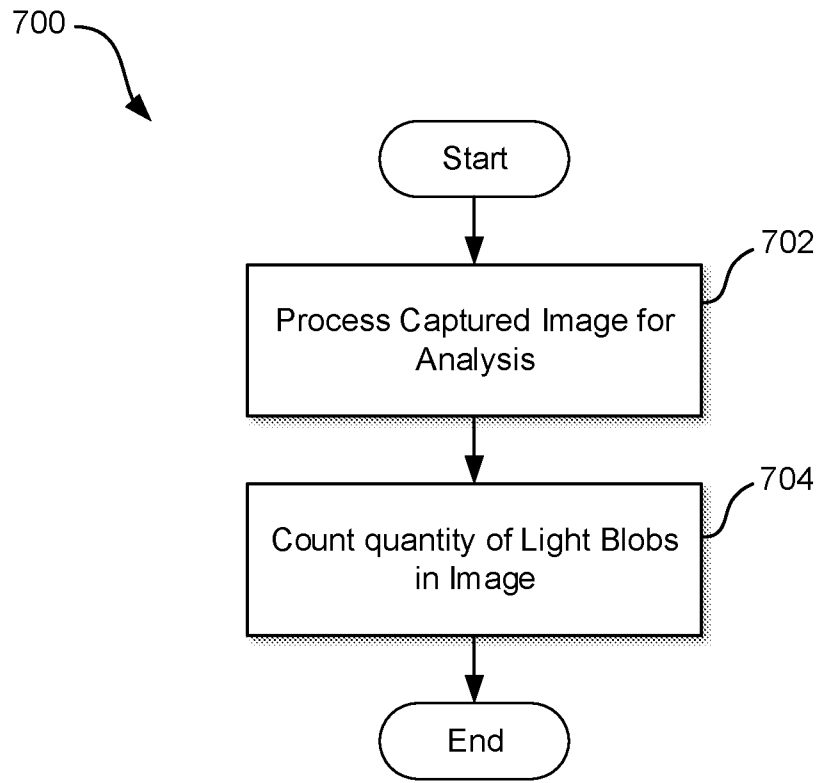 700
Start
702
Process Captured Image for
Analysis
704
Count quantity of Light Blobs
in Image
End